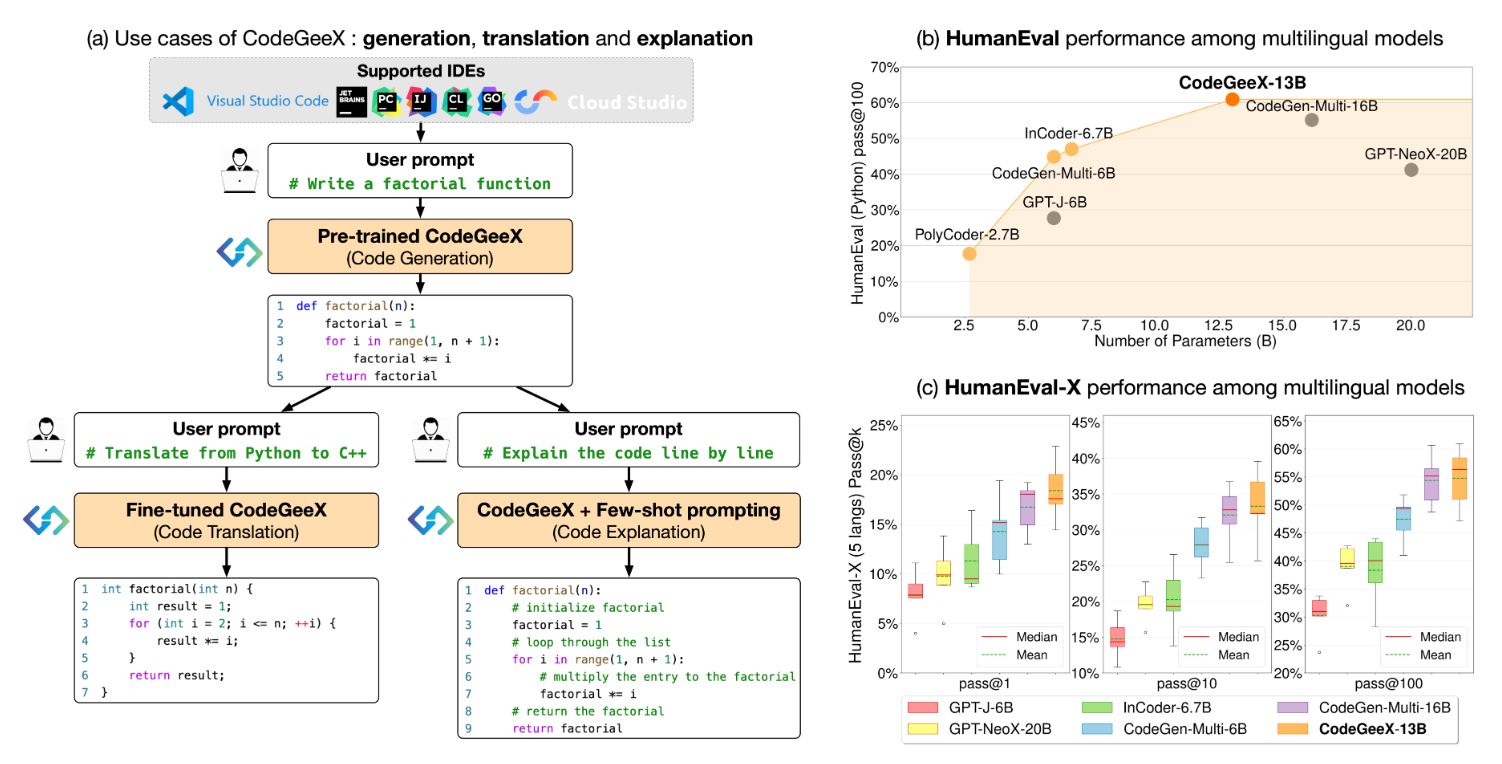 (a) Use cases of CodeGeeX : generation, translation and explanation
Supported IDEs
Visual Studio Code
JET
BRAINS
PC
IJ
CL
GO
Cloud Studio
User prompt
# Write a factorial function
Pre-trained CodeGeeX
(Code Generation)
1 def factorial(n):
2     factorial = 1
3     for i in range(1, n + 1):
4         factorial *= i
5     return factorial
User prompt
# Translate from Python to C++
Fine-tuned CodeGeeX
(Code Translation)
1 int factorial(int n) {
2     int result = 1;
3     for (int i = 2; i <= n; ++i) {
4         result *= i;
5     }
6     return result;
7 }
User prompt
# Explain the code line by line
CodeGeeX + Few-shot prompting
(Code Explanation)
1 def factorial(n):
2     # initialize factorial
3     factorial = 1
4     # loop through the list
5     for i in range(1, n + 1):
6         # multiply the entry to the factorial
7         factorial *= i
8     # return the factorial
9     return factorial
(b) HumanEval performance among multilingual models
HumanEval (Python) pass@100
70%
60%
50%
40%
30%
20%
10%
0%
CodeGeeX-13B
CodeGen-Multi-16B
InCoder-6.7B
GPT-NeoX-20B
CodeGen-Multi-6B
GPT-J-6B
PolyCoder-2.7B
2.5 5.0 7.5 10.0 12.5 15.0 17.5 20.0
Number of Parameters (B)
(c) HumanEval-X performance among multilingual models
HumanEval-X (5 langs) Pass@k
25%
20%
15%
10%
5%
0%
Median
Mean
pass@1
45%
40%
35%
30%
25%
20%
15%
10%
Median
Mean
pass@10
65%
60%
55%
50%
45%
40%
35%
30%
25%
20%
Median
Mean
pass@100
GPT-J-6B InCoder-6.7B CodeGen-Multi-16B
GPT-NeoX-20B CodeGen-Multi-6B CodeGeeX-13B